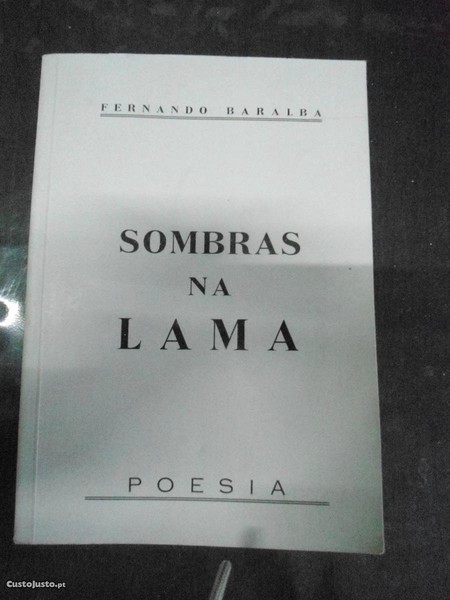 FERNANDO BARALBA
SOMBRAS
NA
LAMA
POESIA
CustoJusto.pt